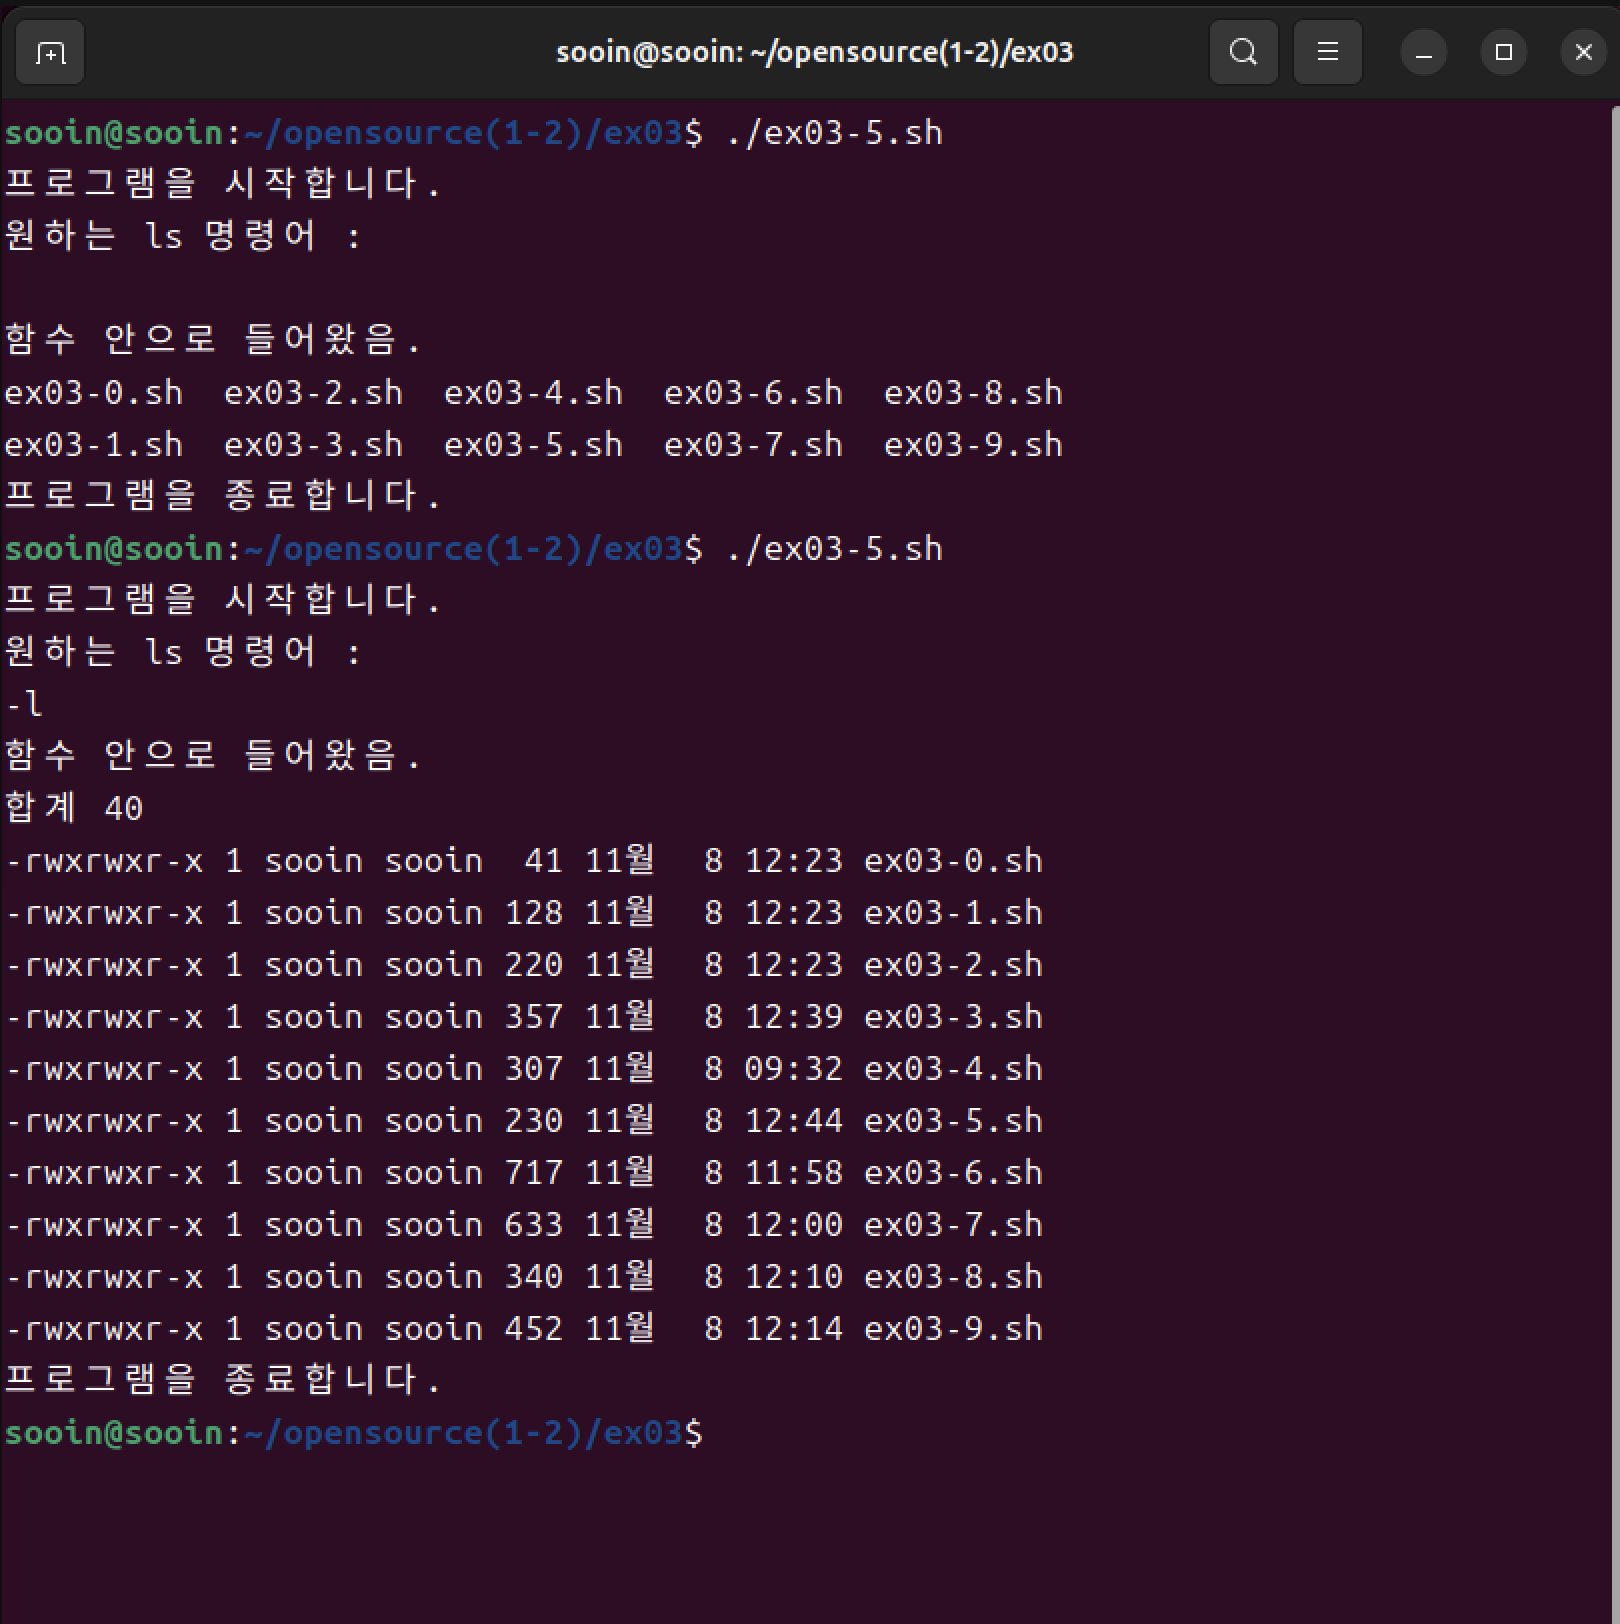 sooin@sooin: ~/opensource(1-2)/ex03
sooin@sooin:~/opensource(1-2)/ex03$ ./ex03-5.sh
프로그램을 시작합니다.
원하는 ls 명령어 :
함수 안으로 들어왔음.
ex03-0.sh  ex03-2.sh  ex03-4.sh  ex03-6.sh  ex03-8.sh
ex03-1.sh  ex03-3.sh  ex03-5.sh  ex03-7.sh  ex03-9.sh
프로그램을 종료합니다.
sooin@sooin:~/opensource(1-2)/ex03$ ./ex03-5.sh
프로그램을 시작합니다.
원하는 ls 명령어 :
-l
함수 안으로 들어왔음.
합계 40
-rwxrwxr-x 1 sooin sooin  41 11월  8 12:23 ex03-0.sh
-rwxrwxr-x 1 sooin sooin 128 11월  8 12:23 ex03-1.sh
-rwxrwxr-x 1 sooin sooin 220 11월  8 12:23 ex03-2.sh
-rwxrwxr-x 1 sooin sooin 357 11월  8 12:39 ex03-3.sh
-rwxrwxr-x 1 sooin sooin 307 11월  8 09:32 ex03-4.sh
-rwxrwxr-x 1 sooin sooin 230 11월  8 12:44 ex03-5.sh
-rwxrwxr-x 1 sooin sooin 717 11월  8 11:58 ex03-6.sh
-rwxrwxr-x 1 sooin sooin 633 11월  8 12:00 ex03-7.sh
-rwxrwxr-x 1 sooin sooin 340 11월  8 12:10 ex03-8.sh
-rwxrwxr-x 1 sooin sooin 452 11월  8 12:14 ex03-9.sh
프로그램을 종료합니다.
sooin@sooin:~/opensource(1-2)/ex03$